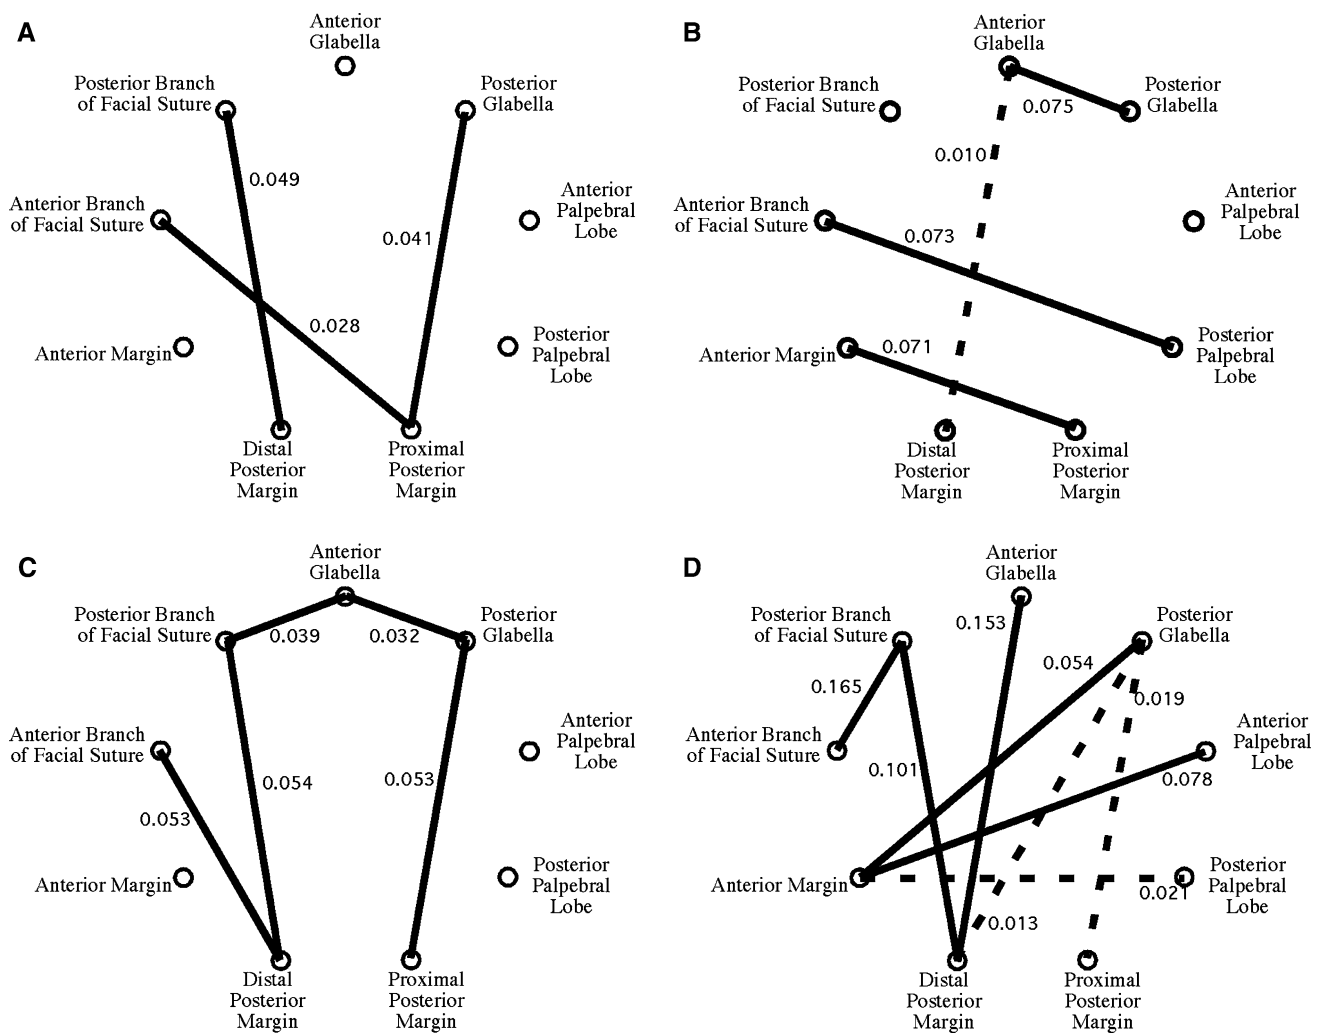 A
Anterior
Glabella
Posterior Branch
of Facial Suture
Posterior
Glabella
0.049
Anterior Branch
of Facial Suture
0.041
Anterior
Palpebral
Lobe
0.028
Anterior Margin
Posterior
Palpebral
Lobe
Distal
Posterior
Margin
Proximal
Posterior
Margin
B
Anterior
Glabella
Posterior Branch
of Facial Suture
0.075
Posterior
Glabella
0.010
Anterior Branch
of Facial Suture
0.073
Anterior
Palpebral
Lobe
Anterior Margin
0.071
Posterior
Palpebral
Lobe
Distal
Posterior
Margin
Proximal
Posterior
Margin
C
Anterior
Glabella
Posterior Branch
of Facial Suture
0.039
0.032
Posterior
Glabella
Anterior Branch
of Facial Suture
Anterior
Palpebral
Lobe
0.054
0.053
0.053
Anterior Margin
Posterior
Palpebral
Lobe
Distal
Posterior
Margin
Proximal
Posterior
Margin
D
Anterior
Glabella
Posterior Branch
of Facial Suture
0.153
Posterior
Glabella
0.054
0.165
0.019
Anterior Branch
of Facial Suture
0.101
Anterior
Palpebral
Lobe
0.078
Anterior Margin
0.021
Posterior
Palpebral
Lobe
0.013
Distal
Posterior
Margin
Proximal
Posterior
Margin